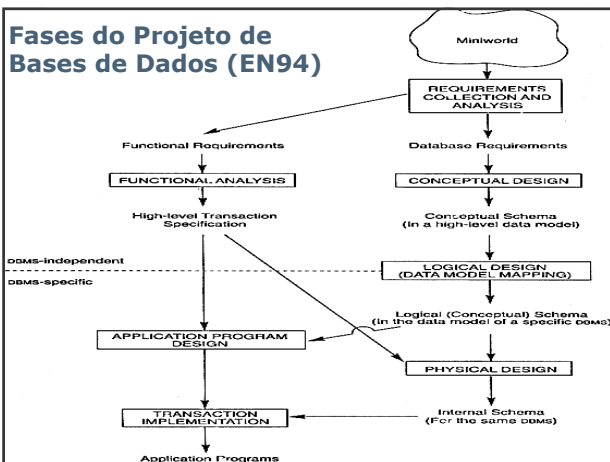 Fases do Projeto de
Bases de Dados (EN94)
Miniworld
REQUIREMENTS
COLLECTION AND
ANALYSIS
Functional Requirements
Database Requirements
FUNCTIONAL ANALYSIS
CONCEPTUAL DESIGN
High-level Transaction
Specification
Conceptual Schema
(In a high-level data model)
DBMS-independent
DBMS-specific
LOGICAL DESIGN
(DATA MODEL MAPPING)
Logical (Conceptual) Schema
(In the data model of a specific DBMS)
APPLICATION PROGRAM
DESIGN
PHYSICAL DESIGN
TRANSACTION
IMPLEMENTATION
Internal Schema
(For the same DBMS)
Application Programs